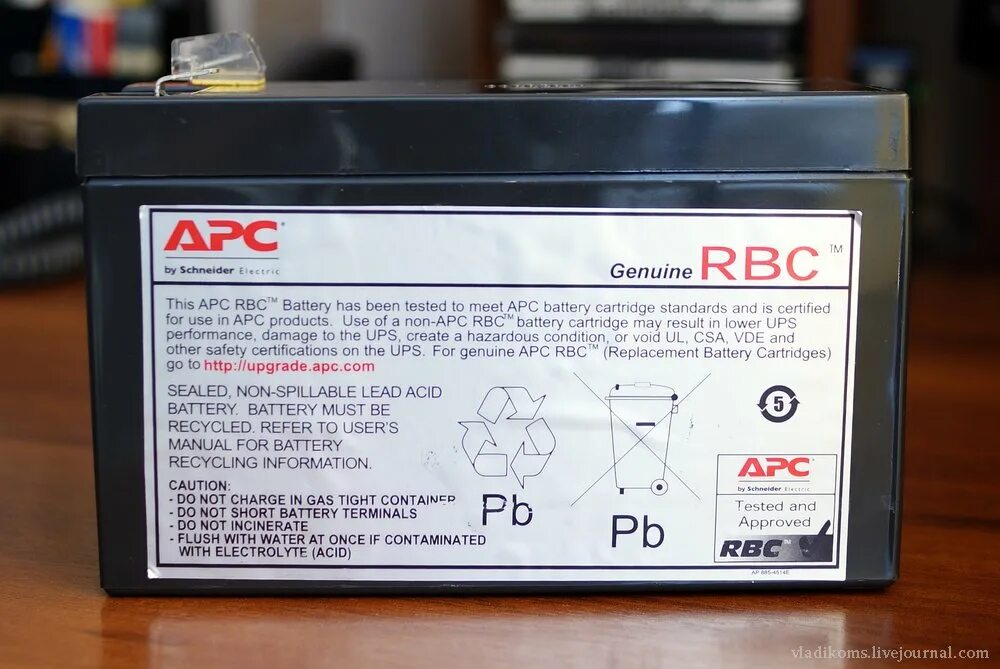 APC
by Schneider Electric
Genuine RBC™
This APC RBC™ Battery has been tested to meet APC battery cartridge standards and is certified
for use in APC products. Use of a non-APC RBC™ battery cartridge may result in lower UPS
performance, damage to the UPS, create a hazardous condition, or void UL, CSA, VDE and
other safety certifications on the UPS. For genuine APC RBC™ (Replacement Battery Cartridges)
go to http://upgrade.apc.com
SEALED, NON-SPILLABLE LEAD ACID
BATTERY. BATTERY MUST BE
RECYCLED. REFER TO USER'S
MANUAL FOR BATTERY
RECYCLING INFORMATION.
CAUTION:
- DO NOT CHARGE IN GAS TIGHT CONTAINER
- DO NOT SHORT BATTERY TERMINALS
- DO NOT INCINERATE
- FLUSH WITH WATER AT ONCE IF CONTAMINATED
WITH ELECTROLYTE (ACID)
Pb
Pb
5
APC
by Schneider Electric
Tested and
Approved
RBC™
AP 885-4514E
vladikoms.livejournal.com